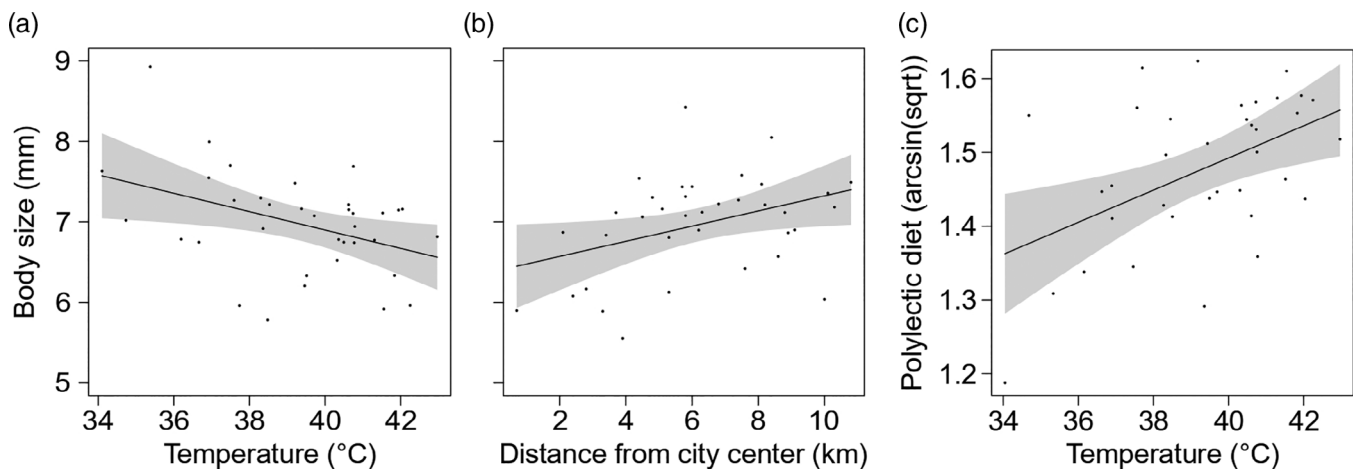 (a)
Body size (mm)
9
8
7
6
5
34 36 38 40 42
Temperature (°C)
(b)
2 4 6 8 10
Distance from city center (km)
(c)
Polylectic diet (arcsin(sqrt))
1.6
1.5
1.4
1.3
1.2
34 36 38 40 42
Temperature (°C)